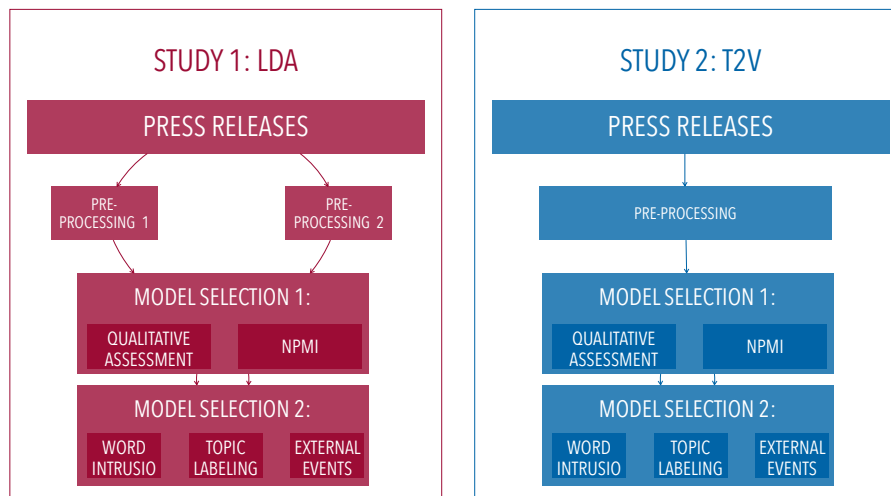 STUDY 1: LDA
PRESS RELEASES
PRE-
PROCESSING 1
PRE-
PROCESSING 2
MODEL SELECTION 1:
QUALITATIVE
ASSESSMENT
NPMI
MODEL SELECTION 2:
WORD
INTRUSIO
TOPIC
LABELING
EXTERNAL
EVENTS
STUDY 2: T2V
PRESS RELEASES
PRE-PROCESSING
MODEL SELECTION 1:
QUALITATIVE
ASSESSMENT
NPMI
MODEL SELECTION 2:
WORD
INTRUSIO
TOPIC
LABELING
EXTERNAL
EVENTS